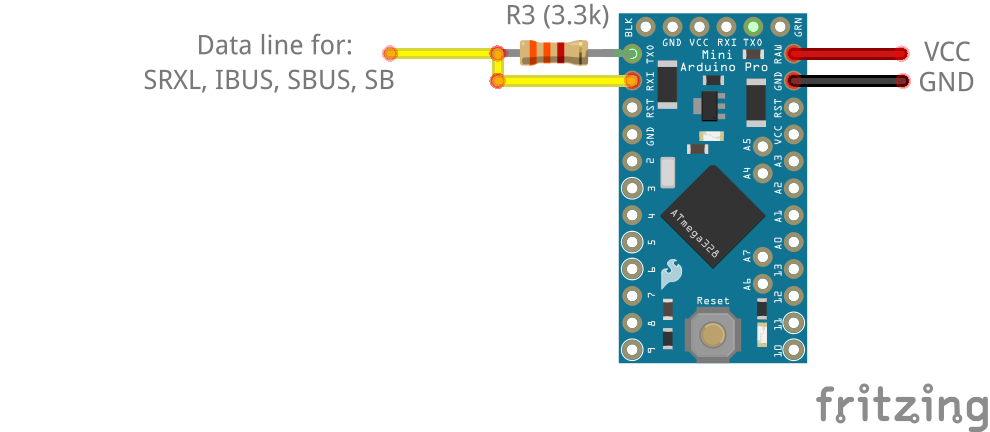 R3 (3.3k)
Data line for:
SRXL, IBUS, SBUS, SB
BLK
GND VCC RXI TXO
GRN
Mini
Arduino Pro
TXO
RXI
RST
GND
2
3
4
5
6
7
8
9
RAW
GND
RST
VCC
A3
A2
A1
A0
13
12
11
10
A5
A4
A7
A6
ATmega328
Reset
VCC
GND
fritzing